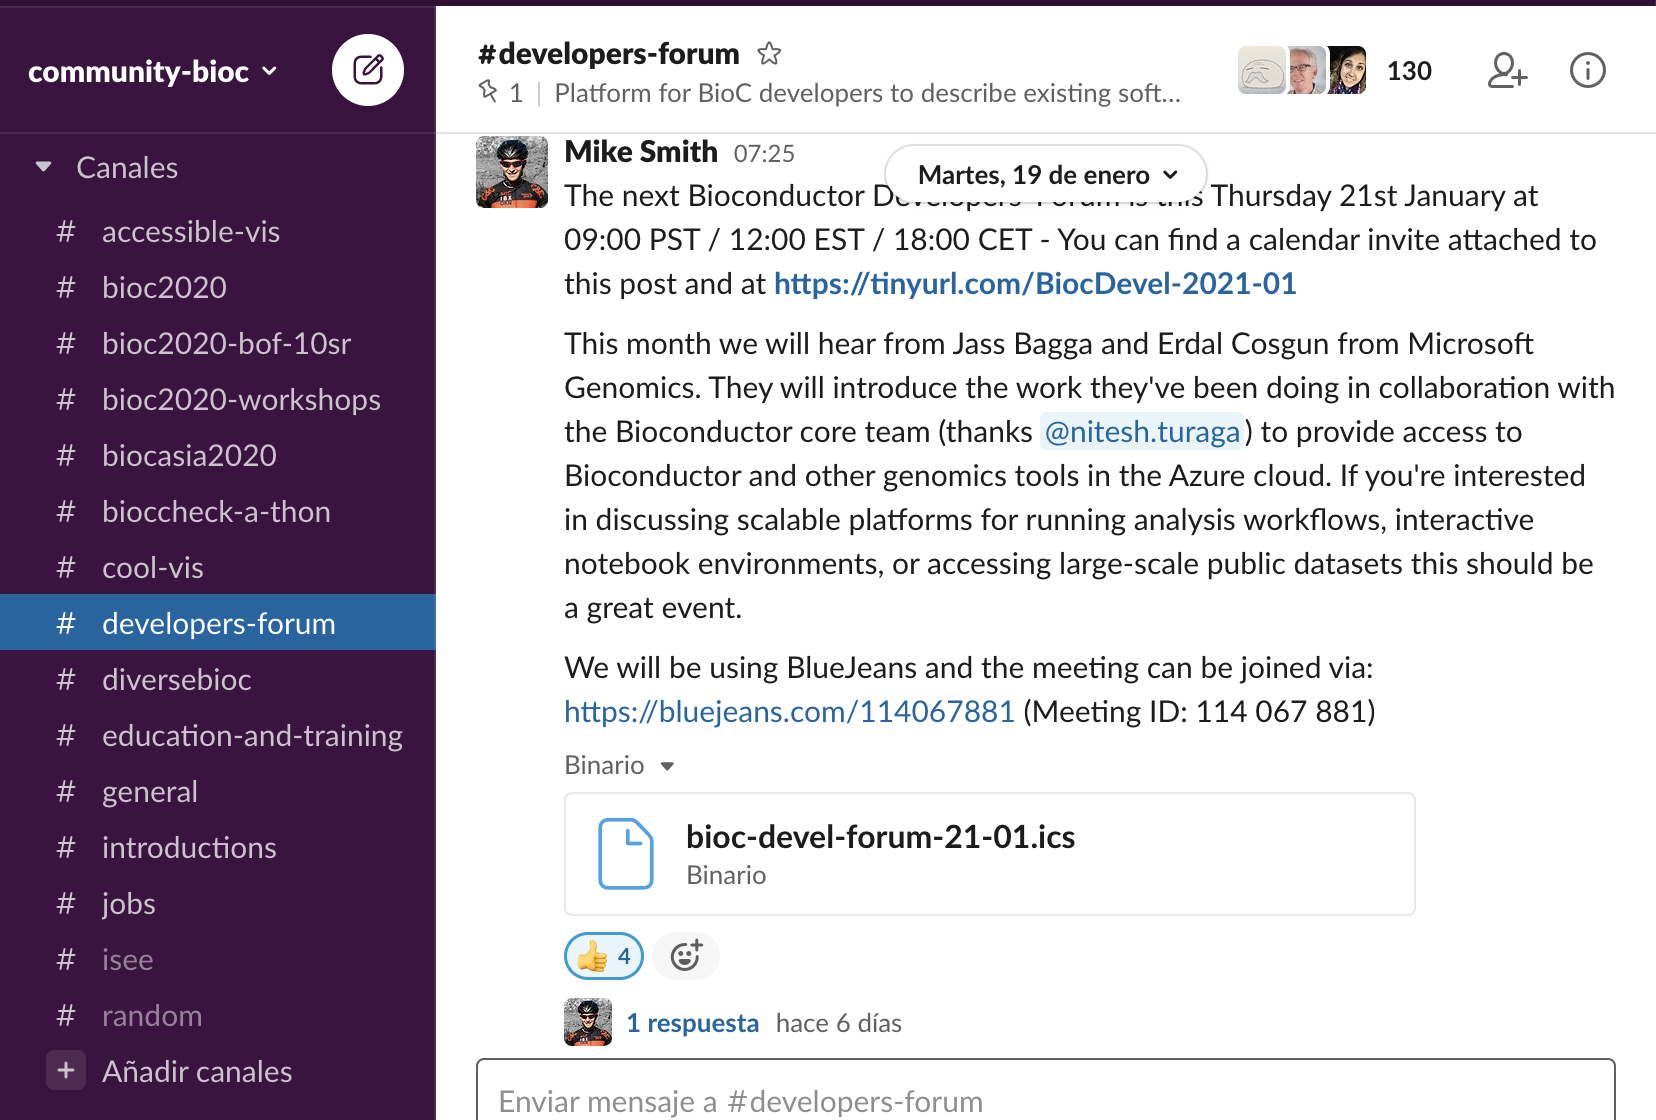 community-bioc
Canales
# accessible-vis
# bioc2020
# bioc2020-bof-10sr
# bioc2020-workshops
# biocasia2020
# bioccheck-a-thon
# cool-vis
# developers-forum
# diversebioc
# education-and-training
# general
# introductions
# jobs
# isee
# random
+ Añadir canales
#developers-forum
1 | Platform for BioC developers to describe existing soft...
130
Mike Smith 07:25
Martes, 19 de enero
The next Bioconductor Developers Forum is this Thursday 21st January at
09:00 PST / 12:00 EST / 18:00 CET - You can find a calendar invite attached to
this post and at https://tinyurl.com/BiocDevel-2021-01
This month we will hear from Jass Bagga and Erdal Cosgun from Microsoft
Genomics. They will introduce the work they've been doing in collaboration with
the Bioconductor core team (thanks @nitesh.turaga) to provide access to
Bioconductor and other genomics tools in the Azure cloud. If you're interested
in discussing scalable platforms for running analysis workflows, interactive
notebook environments, or accessing large-scale public datasets this should be
a great event.
We will be using BlueJeans and the meeting can be joined via:
https://bluejeans.com/114067881 (Meeting ID: 114 067 881)
Binario
bioc-devel-forum-21-01.ics
Binario
4
1 respuesta hace 6 días
Enviar mensaje a #developers-forum